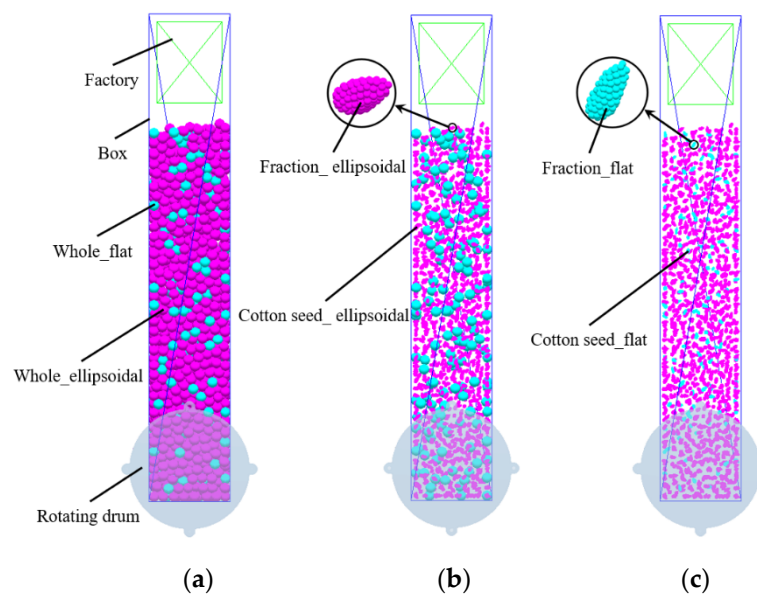 Factory
Box
Whole_flat
Whole_ellipsoidal
Rotating drum
(a)
Fraction_ ellipsoidal
Cotton seed_ ellipsoidal
(b)
Fraction_flat
Cotton seed_flat
(c)